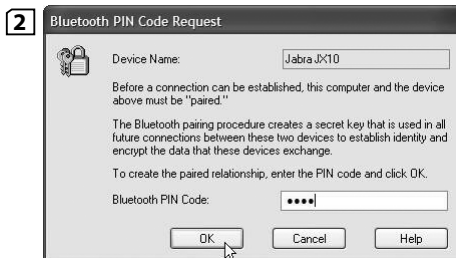 2
Bluetooth PIN Code Request
Device Name:
Jabra JX10
Before a connection can be established, this computer and the device
above must be "paired."
The Bluetooth pairing procedure creates a secret key that is used in all
future connections between these two devices to establish identity and
encrypt the data that these devices exchange.
To create the paired relationship, enter the PIN code and click OK.
Bluetooth PIN Code:
••••
OK
Cancel
Help